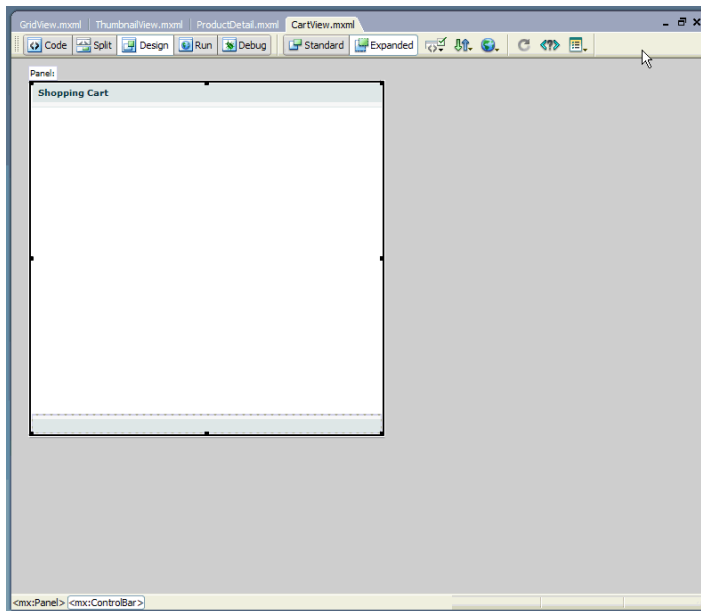 GridView.mxml ThumbnailView.mxml ProductDetail.mxml CartView.mxml
Code Split Design Run Debug Standard Expanded
Panel:
Shopping Cart
<mx:Panel> <mx:ControlBar>